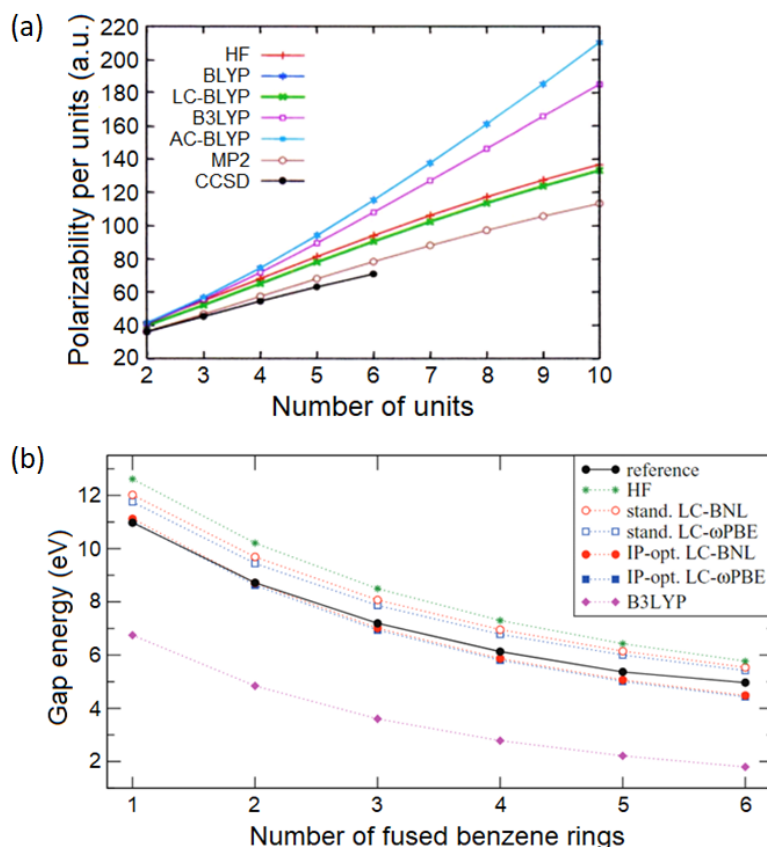 (a)
Polarizability per units (a.u.)
220
200
180
160
140
120
100
80
60
40
20
HF
BLYP
LC-BLYP
B3LYP
AC-BLYP
MP2
CCSD
2 3 4 5 6 7 8 9 10
Number of units
(b)
Gap energy (eV)
12
10
8
6
4
2
reference
HF
stand. LC-BNL
stand. LC-ωPBE
IP-opt. LC-BNL
IP-opt. LC-ωPBE
B3LYP
1 2 3 4 5 6
Number of fused benzene rings